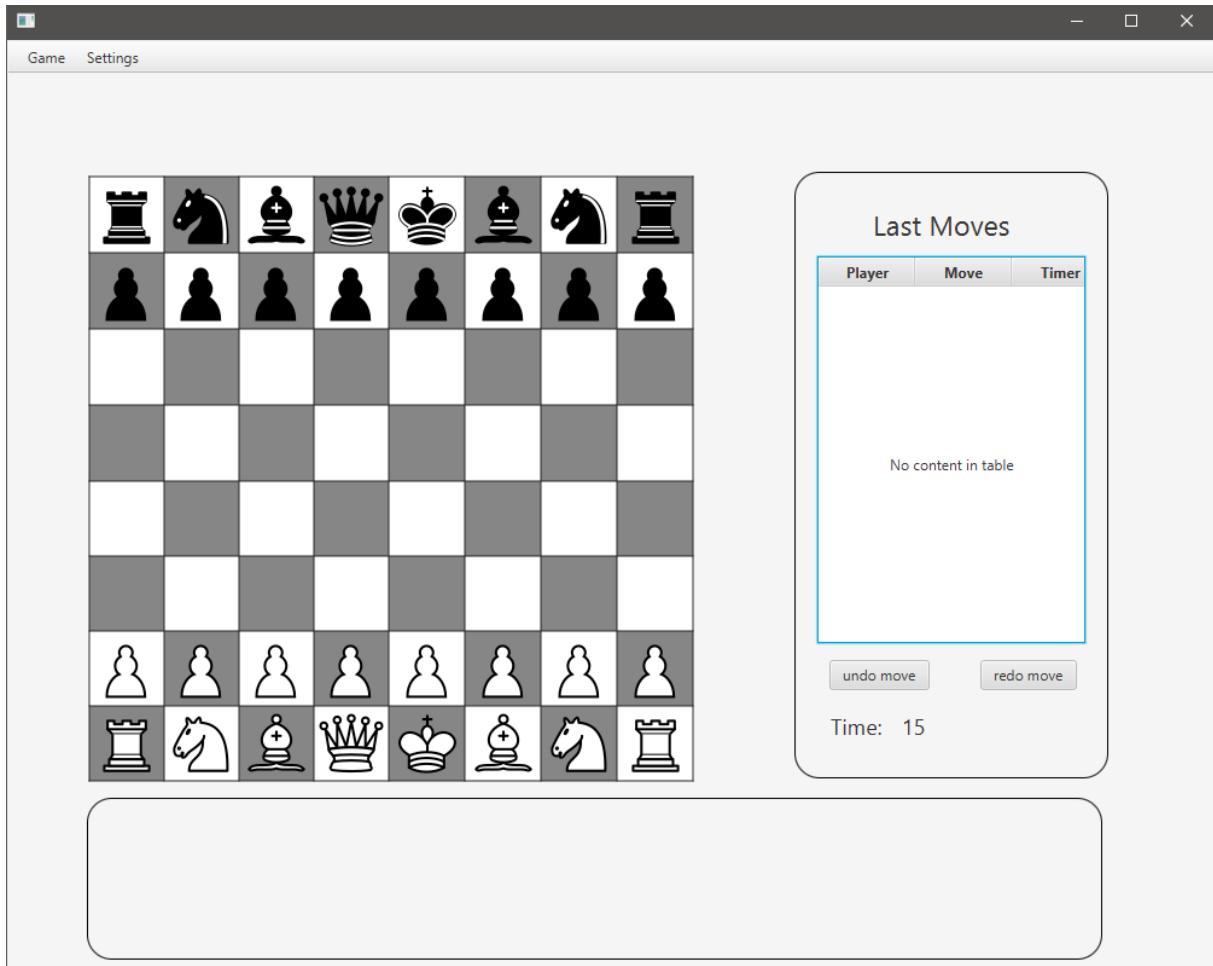 Game Settings
Last Moves
Player Move Timer
No content in table
undo move redo move
Time: 15